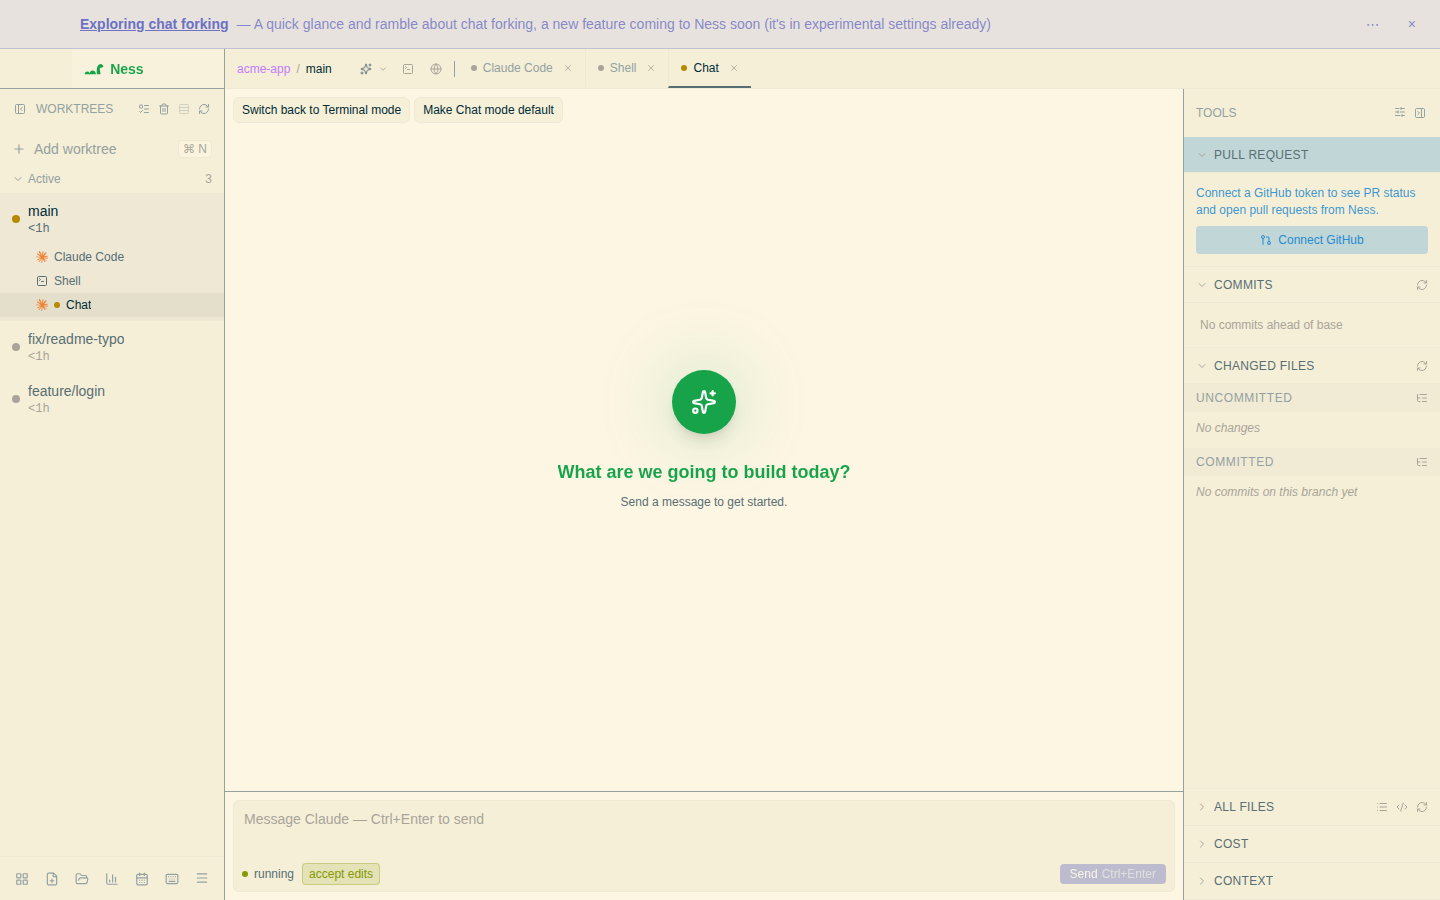 Exploring chat forking — A quick glance and ramble about chat forking, a new feature coming to Ness soon (it's in experimental settings already)
Ness
acme-app / main
Claude Code
Shell
Chat
WORKTREES
Add worktree ⌘ N
Active 3
main
<1h
Claude Code
Shell
Chat
fix/readme-typo
<1h
feature/login
<1h
Switch back to Terminal mode
Make Chat mode default
What are we going to build today?
Send a message to get started.
Message Claude — Ctrl+Enter to send
running
accept edits
Send Ctrl+Enter
TOOLS
PULL REQUEST
Connect a GitHub token to see PR status
and open pull requests from Ness.
Connect GitHub
COMMITS
No commits ahead of base
CHANGED FILES
UNCOMMITTED
No changes
COMMITTED
No commits on this branch yet
ALL FILES
COST
CONTEXT